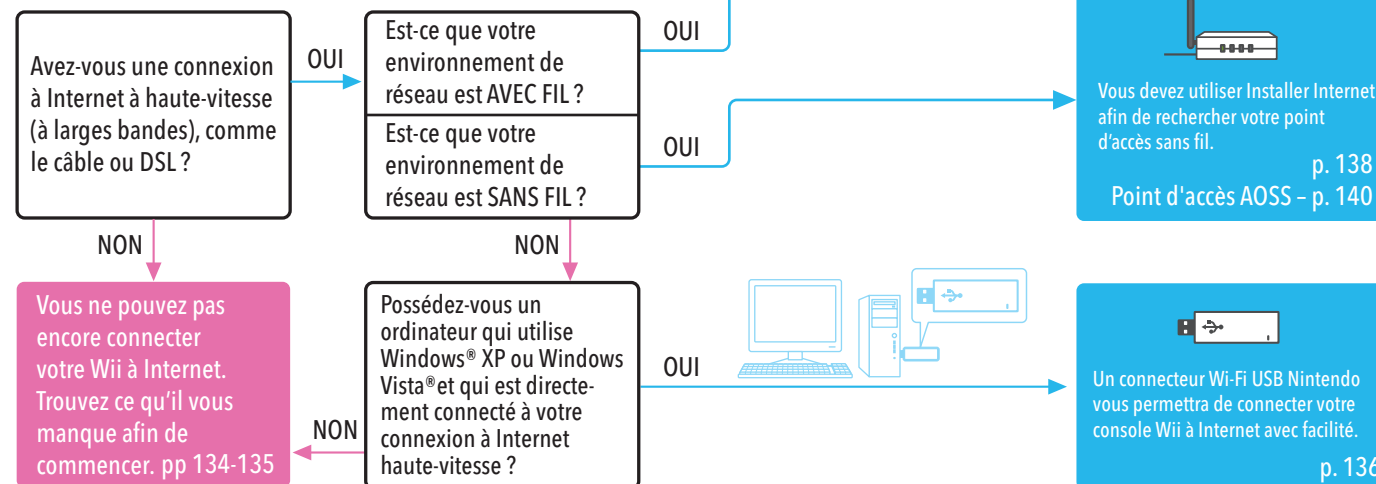 Avez-vous une connexion
à Internet à haute-vitesse
(à larges bandes), comme
le câble ou DSL ?
OUI
Est-ce que votre
environnement de
réseau est AVEC FIL ?
OUI
Est-ce que votre
environnement de
réseau est SANS FIL ?
OUI
Vous devez utiliser Installer Internet
afin de rechercher votre point
d'accès sans fil.
p. 138
Point d'accès AOSS – p. 140
NON
NON
Vous ne pouvez pas
encore connecter
votre Wii à Internet.
Trouvez ce qu'il vous
manque afin de
commencer. pp 134-135
NON
Possédez-vous un
ordinateur qui utilise
Windows® XP ou Windows
Vista®et qui est directe-
ment connecté à votre
connexion à Internet
haute-vitesse ?
OUI
Un connecteur Wi-Fi USB Nintendo
vous permettra de connecter votre
console Wii à Internet avec facilité.
p. 136